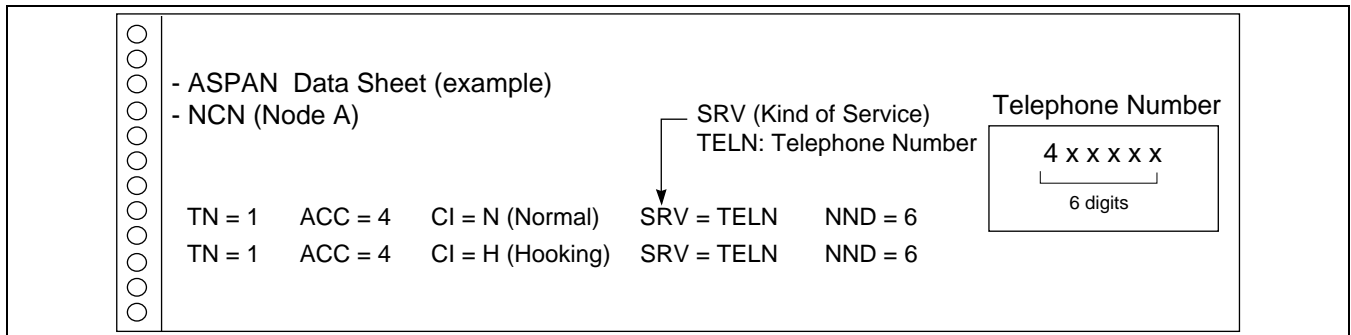 - ASPAN Data Sheet (example)
- NCN (Node A)
SRV (Kind of Service)
TELN: Telephone Number
Telephone Number
4 x x x x x
6 digits
TN = 1 ACC = 4 CI = N (Normal) SRV = TELN NND = 6
TN = 1 ACC = 4 CI = H (Hooking) SRV = TELN NND = 6